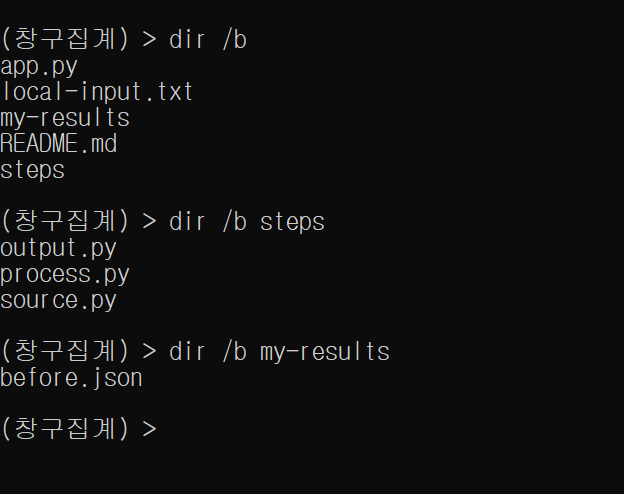 (창구집계) > dir /b
app.py
local-input.txt
my-results
README.md
steps
(창구집계) > dir /b steps
output.py
process.py
source.py
(창구집계) > dir /b my-results
before.json
(창구집계) >